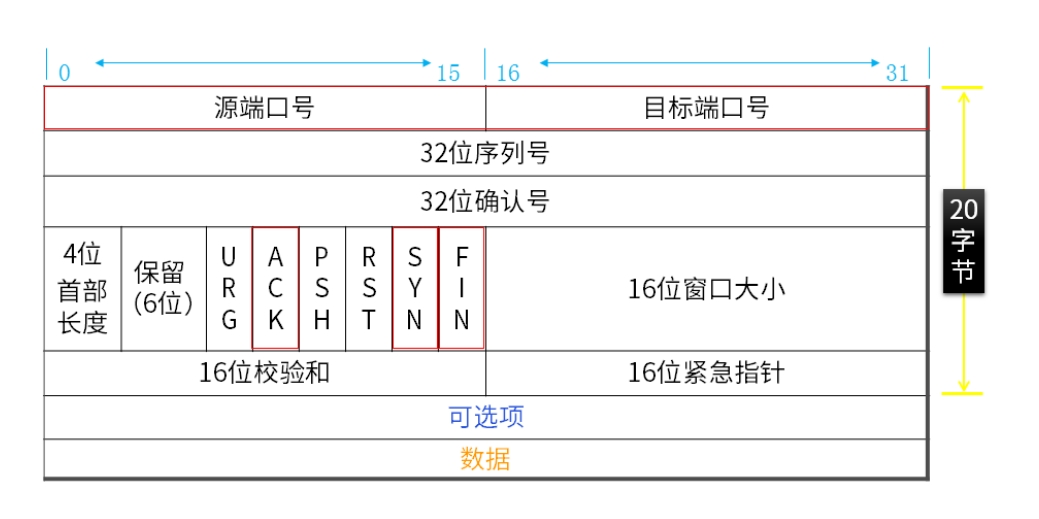 0 15 16 31
源端口号 目标端口号
32位序列号
32位确认号
4位首部长度 保留(6位) URG ACK PSH RST SYN FIN 16位窗口大小
16位校验和 16位紧急指针
可选项
数据
20字节